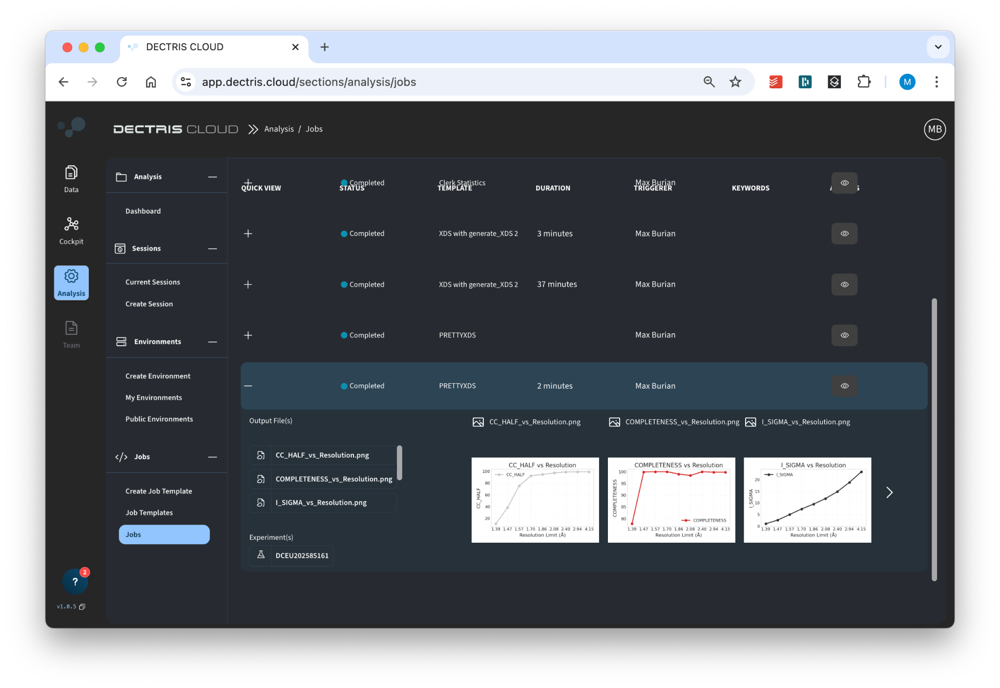 DECTRIS CLOUD
app.dectris.cloud/sections/analysis/jobs
M
DECTRIS CLOUD
Analysis / Jobs
MB
Data
Cockpit
Analysis
Team
?
2
v1.0.5
Analysis
Dashboard
Sessions
Current Sessions
Create Session
Environments
Create Environment
My Environments
Public Environments
Jobs
Create Job Template
Job Templates
Jobs
Completed Clerk Statistics Max Burian
QUICK VIEW STATUS TEMPLATE DURATION TRIGGERER KEYWORDS
Completed XDS with generate_XDS 2 3 minutes Max Burian
Completed XDS with generate_XDS 2 37 minutes Max Burian
Completed PRETTYXDS Max Burian
Completed PRETTYXDS 2 minutes Max Burian
Output File(s)
CC_HALF_vs_Resolution.png
COMPLETENESS_vs_Resolution.png
I_SIGMA_vs_Resolution.png
Experiment(s)
DCEU202585161
CC_HALF_vs_Resolution.png
CC_HALF vs Resolution
CC_HALF
CC_HALF
100
80
60
40
20
1.39 1.47 1.57 1.70 1.86 2.08 2.40 2.94 4.15
Resolution Limit (Å)
COMPLETENESS_vs_Resolution.png
COMPLETENESS vs Resolution
COMPLETENESS
100
95
90
85
80
COMPLETENESS
1.39 1.47 1.57 1.70 1.86 2.08 2.40 2.94 4.15
Resolution Limit (Å)
I_SIGMA_vs_Resolution.png
I_SIGMA vs Resolution
I_SIGMA
I_SIGMA
20
15
10
5
0
1.39 1.47 1.57 1.70 1.86 2.08 2.40 2.94 4.15
Resolution Limit (Å)